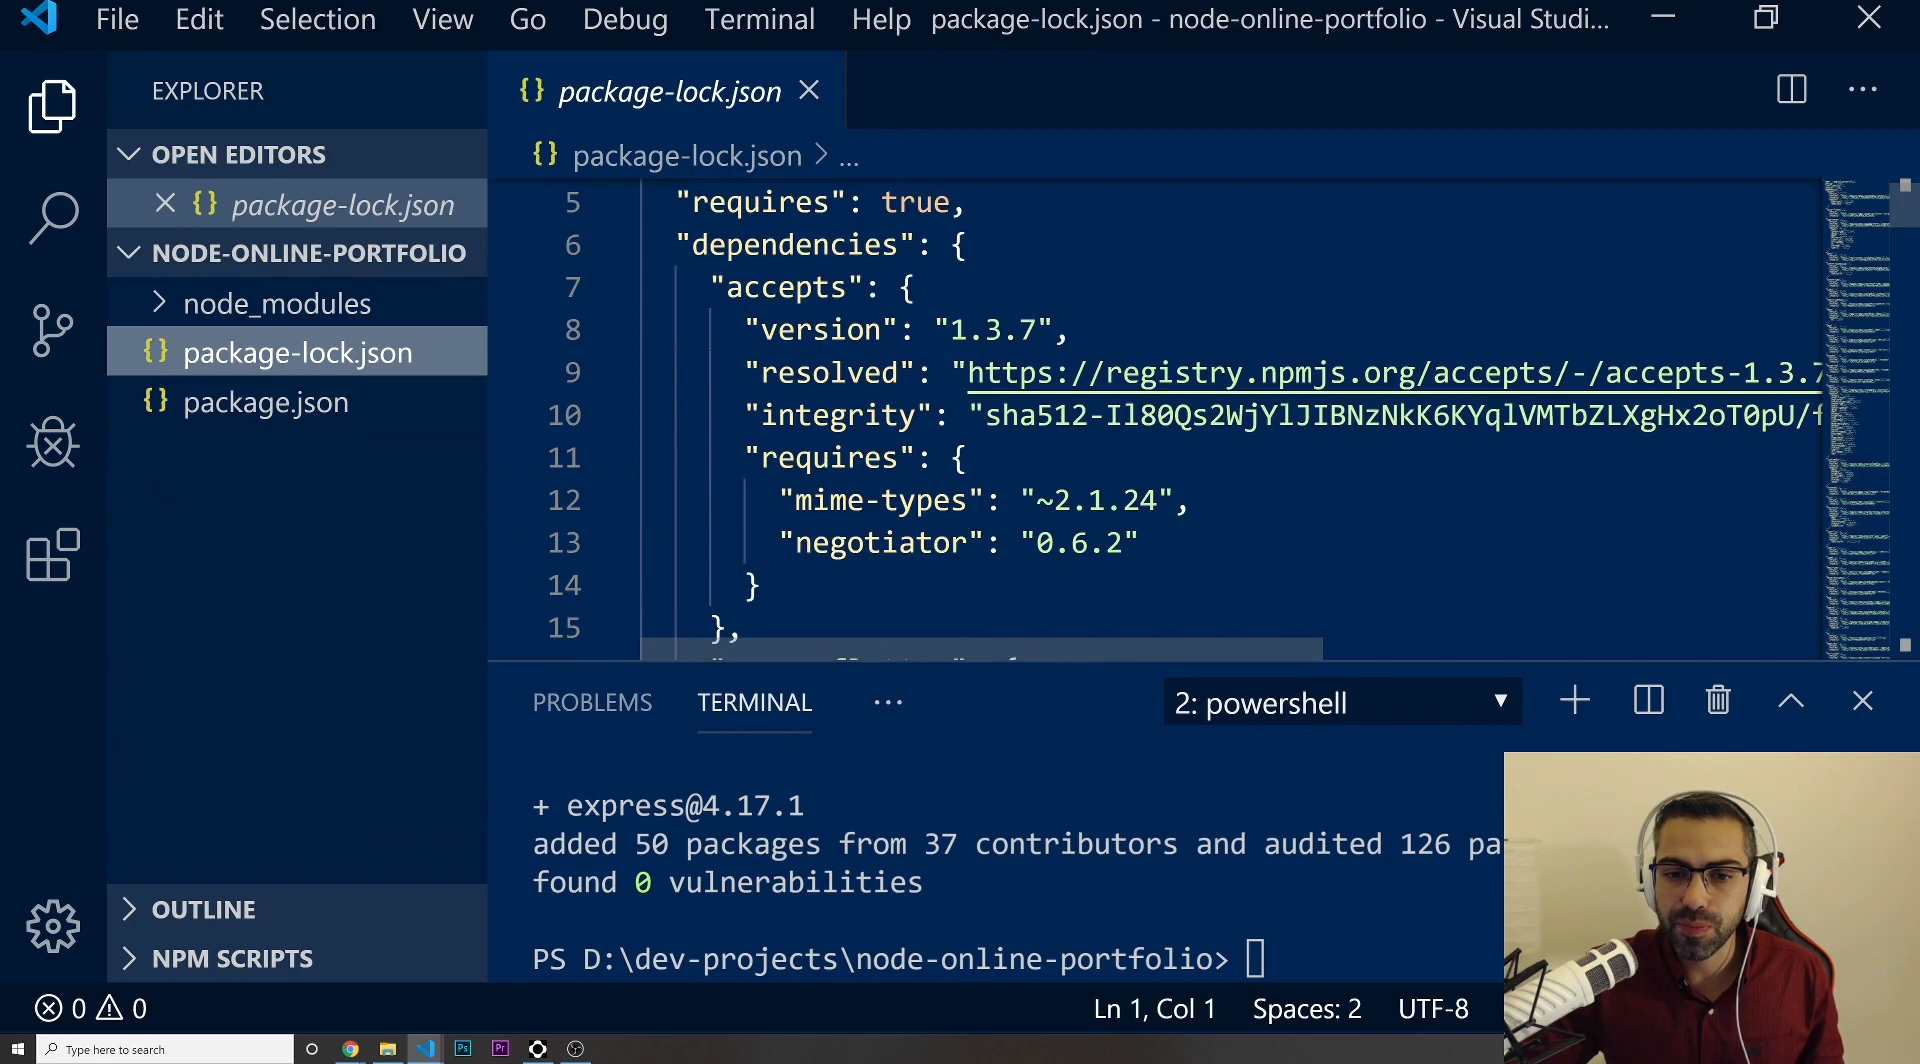 File Edit Selection View Go Debug Terminal Help package-lock.json - node-online-portfolio - Visual Studi...
EXPLORER
OPEN EDITORS
{} package-lock.json
NODE-ONLINE-PORTFOLIO
node_modules
{} package-lock.json
{} package.json
OUTLINE
NPM SCRIPTS
{} package-lock.json
{} package-lock.json > ...
5 "requires": true,
6 "dependencies": {
7 "accepts": {
8 "version": "1.3.7",
9 "resolved": "https://registry.npmjs.org/accepts/-/accepts-1.3.7
10 "integrity": "sha512-Il80Qs2WjYlJIBNzNkK6KYqlVMTbZLXgHx2oT0pU/f
11 "requires": {
12 "mime-types": "~2.1.24",
13 "negotiator": "0.6.2"
14 }
15 },
PROBLEMS TERMINAL ... 2: powershell
+ express@4.17.1
added 50 packages from 37 contributors and audited 126 pa
found 0 vulnerabilities
PS D:\dev-projects\node-online-portfolio>
0 0 Ln 1, Col 1 Spaces: 2 UTF-8
Type here to search Ps Pr